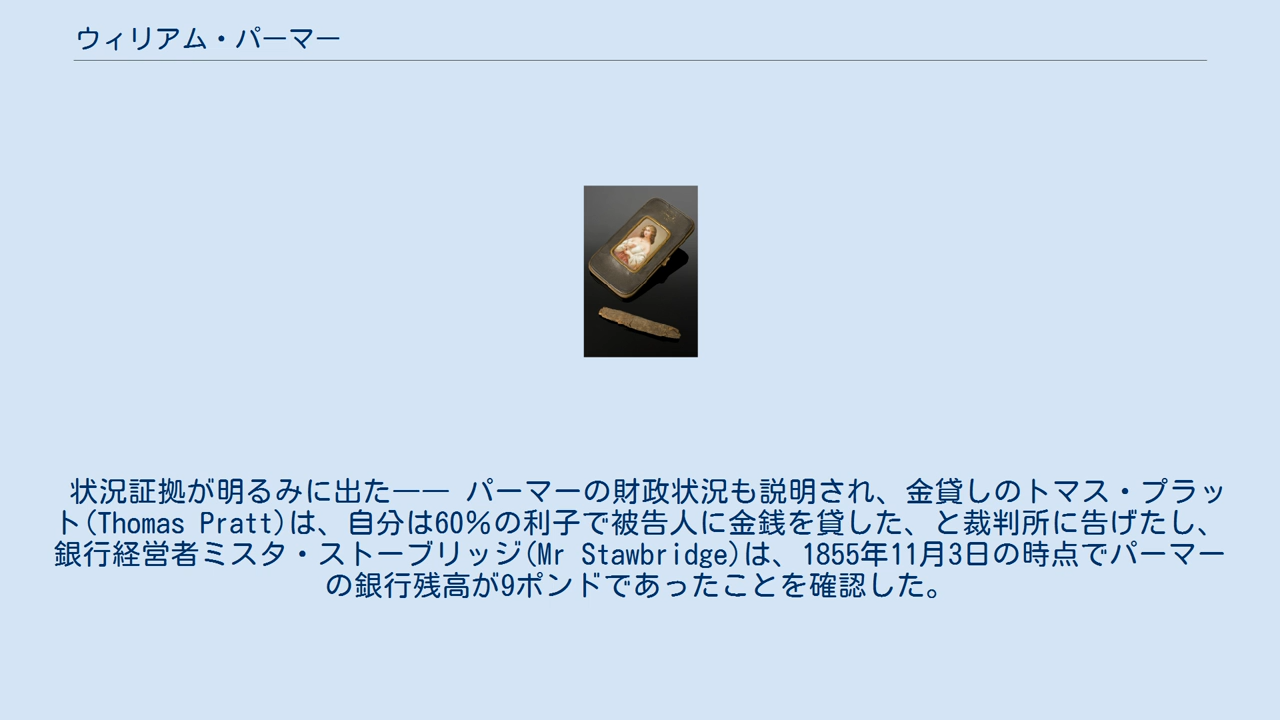 ウィリアム・パーマー
状況証拠が明るみに出た―― パーマーの財政状況も説明され、金貸しのトマス・プラッ
ト(Thomas Pratt)は、自分は60％の利子で被告人に金銭を貸した、と裁判所に告げたし、
銀行経営者ミスタ・ストーブリッジ(Mr Stawbridge)は、1855年11月3日の時点でパーマー
の銀行残高が9ポンドであったことを確認した。